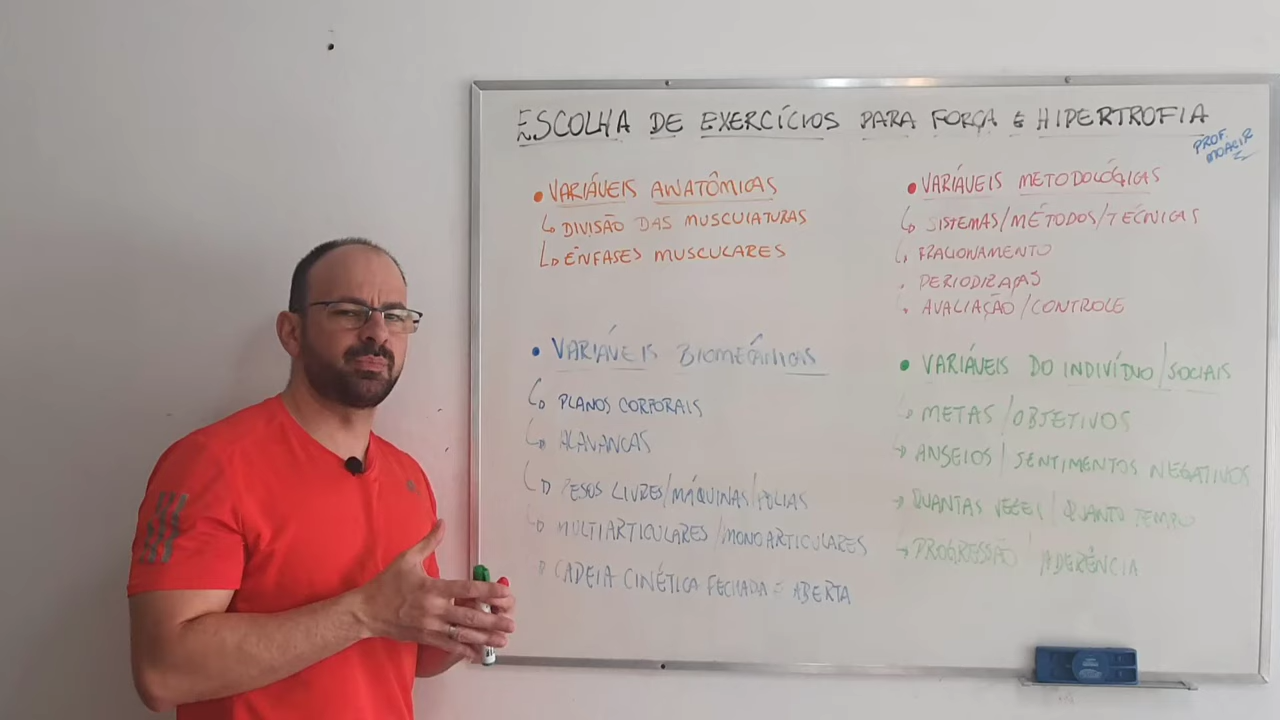 ESCOLHA DE EXERCÍCIOS PARA FORÇA E HIPERTROFIA
PROF. MOACIR
• VARIÁVEIS ANATÔMICAS
↳ DIVISÃO DAS MUSCULATURAS
↳ ÊNFASES MUSCULARES
• VARIÁVEIS METODOLÓGICAS
↳ SISTEMAS/MÉTODOS/TÉCNICAS
↳ FRACIONAMENTO
PERIODIZAÇÃS
AVALIAÇÃO/CONTROLE
• VARIÁVEIS BIOMECÂNICAS
↳ PLANOS CORPORAIS
↳ ALAVANCAS
↳ PESOS LIVRES/MÁQUINAS/POLIAS
↳ MULTIARTICULARES/MONOARTICULARES
CADEIA CINÉTICA FECHADA E ABERTA
• VARIÁVEIS DO INDIVÍDUO/SOCIAIS
↳ METAS/OBJETIVOS
↳ ANSEIOS/SENTIMENTOS NEGATIVOS
→ QUANTAS VEZES/QUANTO TEMPO
→ PROGRESSÃO/ADERÊNCIA